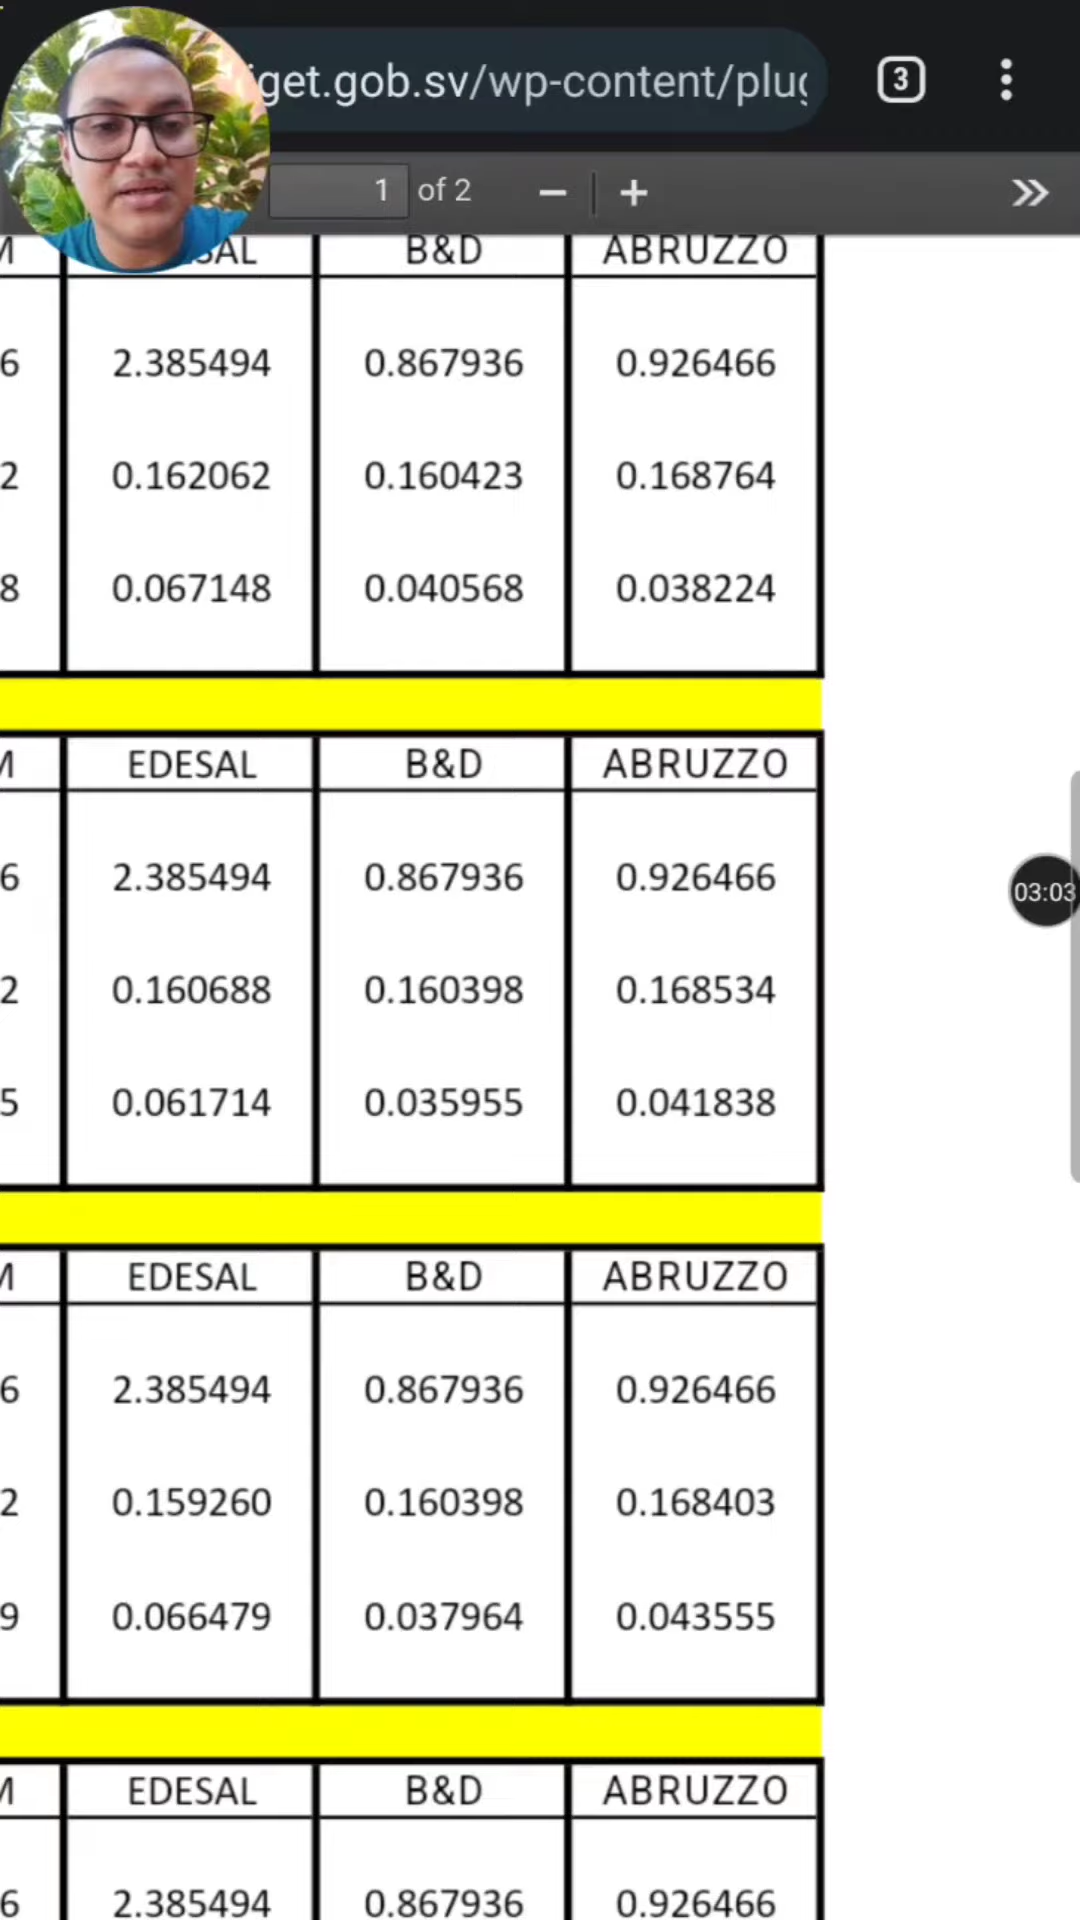 iget.gob.sv/wp-content/plug
3
1 of 2
M SAL B&D ABRUZZO
6 2.385494 0.867936 0.926466
2 0.162062 0.160423 0.168764
8 0.067148 0.040568 0.038224
M EDESAL B&D ABRUZZO
6 2.385494 0.867936 0.926466
03:03
2 0.160688 0.160398 0.168534
5 0.061714 0.035955 0.041838
M EDESAL B&D ABRUZZO
6 2.385494 0.867936 0.926466
2 0.159260 0.160398 0.168403
9 0.066479 0.037964 0.043555
M EDESAL B&D ABRUZZO
6 2.385494 0.867936 0.926466